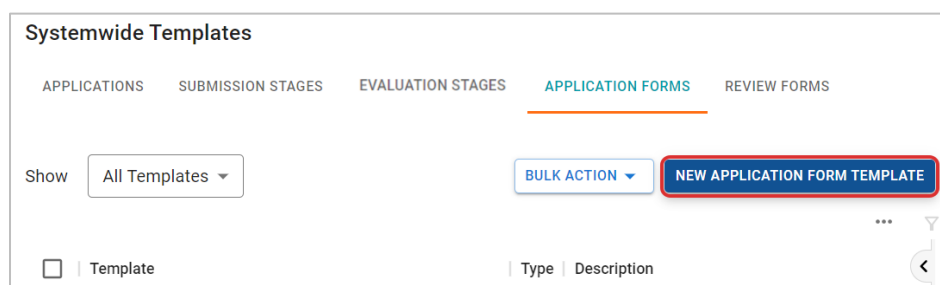 Systemwide Templates
APPLICATIONS SUBMISSION STAGES EVALUATION STAGES APPLICATION FORMS REVIEW FORMS
Show All Templates BULK ACTION NEW APPLICATION FORM TEMPLATE
Template Type Description